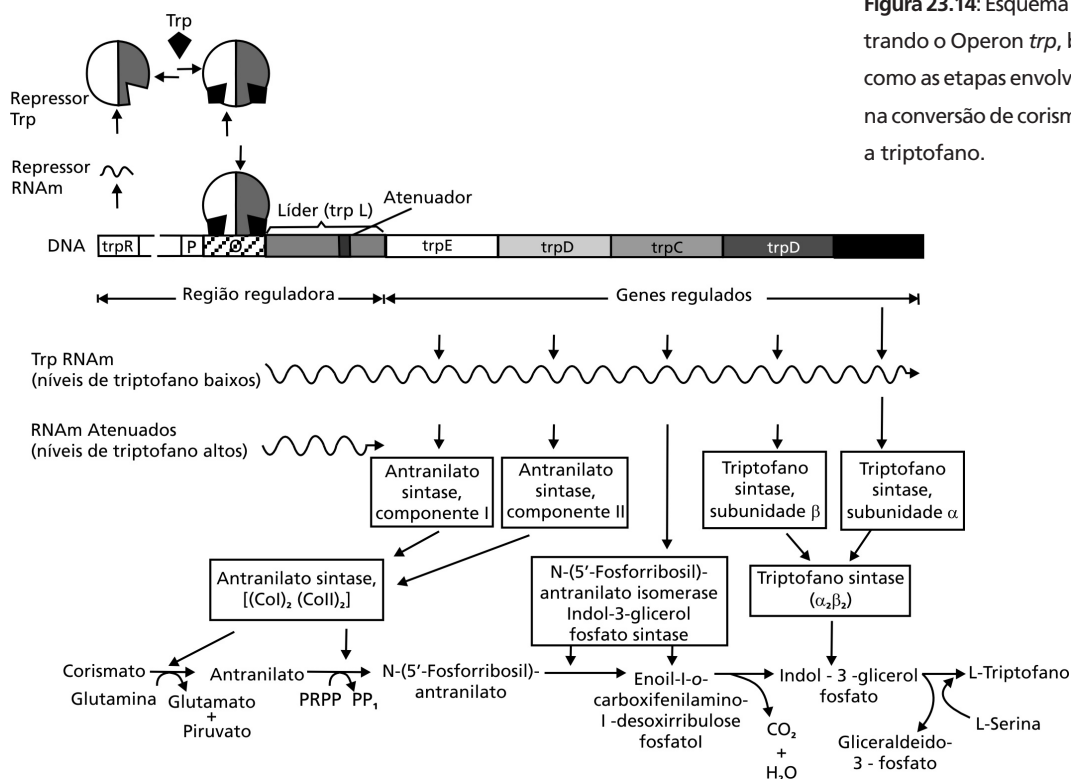 Trp
Repressor
Trp
Repressor
RNAm
Figura 23.14: Esquema
trando o Operon trp,
como as etapas
na conversão de
a triptofano.
Líder (trp L)
Atenuador
DNA
trpR
P
trpE
trpD
trpC
trpD
Região reguladora
Genes regulados
Trp RNAm
(níveis de triptofano baixos)
RNAm Atenuados
(níveis de triptofano altos)
Antranilato
sintase,
componente I
Antranilato
sintase,
componente II
Triptofano
sintase,
subunidade β
Triptofano
sintase,
subunidade α
Antranilato sintase,
[(CoI)₂ (CoII)₂]
N-(5’-Fosforribosil)-
antranilato isomerase
Indol-3-glicerol
fosfato sintase
Triptofano sintase
(α₂β₂)
Corismato
Glutamina
Glutamato
+
Piruvato
Antranilato
PRPP
PP₁
N-(5’-Fosforribosil)-
antranilato
Enoil-I-o-
carboxifenilamino-
I -desoxirribulose
fosfatol
CO₂
+
H₂O
Indol - 3 -glicerol
fosfato
Gliceraldeido-
3 - fosfato
L-Triptofano
L-Serina